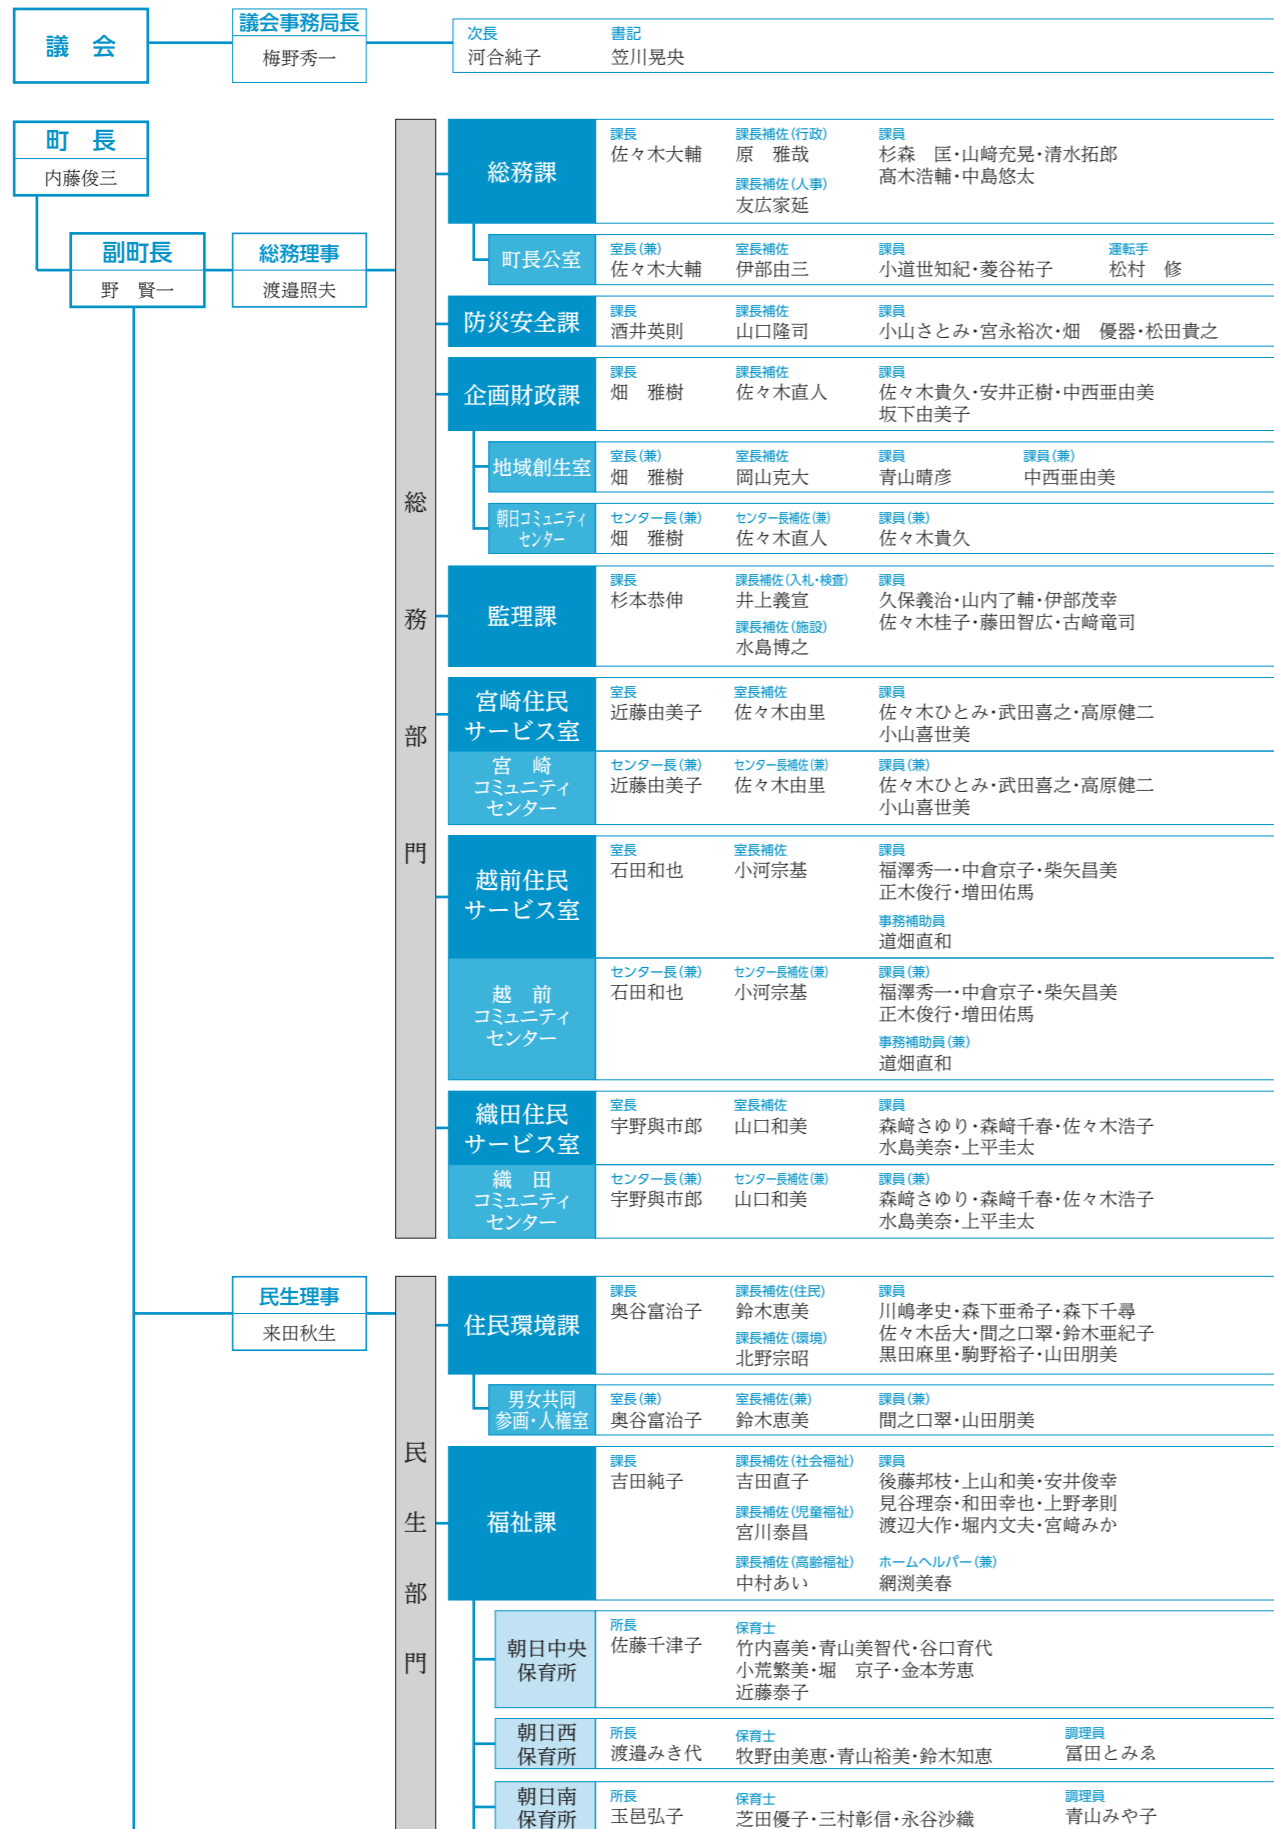 議 会
議会事務局長
梅野秀一
次長 書記
河合純子 笠川晃央
町 長
内藤俊三
副町長
野 賢一
総務理事
渡邉照夫
総務部門
総務課
課長 課長補佐(行政) 課員
佐々木大輔 原 雅哉 杉森 匡・山﨑充晃・清水拓郎
髙木浩輔・中島悠太
課長補佐(人事)
友広家延
町長公室
室長(兼) 室長補佐 課員 運転手
佐々木大輔 伊部由三 小道世知紀・菱谷祐子 松村 修
防災安全課
課長 課長補佐 課員
酒井英則 山口隆司 小山さとみ・宮永裕次・畑 優器・松田貴之
企画財政課
課長 課長補佐 課員
畑 雅樹 佐々木直人 佐々木貴久・安井正樹・中西亜由美
坂下由美子
地域創生室
室長(兼) 室長補佐 課員 課員(兼)
畑 雅樹 岡山克大 青山晴彦 中西亜由美
朝日コミュニティ
センター
センター長(兼) センター長補佐(兼) 課員(兼)
畑 雅樹 佐々木直人 佐々木貴久
監理課
課長 課長補佐(入札・検査) 課員
杉本恭伸 井上義宣 久保義治・山内了輔・伊部茂幸
佐々木桂子・藤田智広・古﨑竜司
課長補佐(施設)
水島博之
宮崎住民
サービス室
室長 室長補佐 課員
近藤由美子 佐々木由里 佐々木ひとみ・武田喜之・高原健二
小山喜世美
宮 崎
コミュニティ
センター
センター長(兼) センター長補佐(兼) 課員(兼)
近藤由美子 佐々木由里 佐々木ひとみ・武田喜之・高原健二
小山喜世美
越前住民
サービス室
室長 室長補佐 課員
石田和也 小河宗基 福澤秀一・中倉京子・柴矢昌美
正木俊行・増田佑馬
事務補助員
道畑直和
越 前
コミュニティ
センター
センター長(兼) センター長補佐(兼) 課員(兼)
石田和也 小河宗基 福澤秀一・中倉京子・柴矢昌美
正木俊行・増田佑馬
事務補助員(兼)
道畑直和
織田住民
サービス室
室長 室長補佐 課員
宇野與市郎 山口和美 森﨑さゆり・森﨑千春・佐々木浩子
水島美奈・上平圭太
織 田
コミュニティ
センター
センター長(兼) センター長補佐(兼) 課員(兼)
宇野與市郎 山口和美 森﨑さゆり・森﨑千春・佐々木浩子
水島美奈・上平圭太
民生理事
来田秋生
民生部門
住民環境課
課長 課長補佐(住民) 課員
奥谷富治子 鈴木恵美 川嶋孝史・森下亜希子・森下千尋
佐々木岳大・間之口翠・鈴木亜紀子
課長補佐(環境)
北野宗昭 黒田麻里・駒野裕子・山田朋美
男女共同
参画・人権室
室長(兼) 室長補佐(兼) 課員(兼)
奥谷富治子 鈴木恵美 間之口翠・山田朋美
福祉課
課長 課長補佐(社会福祉) 課員
吉田純子 吉田直子 後藤邦枝・上山和美・安井俊幸
見谷理奈・和田幸也・上野孝則
課長補佐(児童福祉)
宮川泰昌 渡辺大作・堀内文夫・宮﨑みか
課長補佐(高齢福祉) ホームヘルパー(兼)
中村あい 網渕美春
朝日中央
保育所
所長 保育士
佐藤千津子 竹内喜美・青山美智代・谷口育代
小荒繁美・堀 京子・金本芳恵
近藤泰子
朝日西
保育所
所長 保育士 調理員
渡邉みき代 牧野由美恵・青山裕美・鈴木知恵 冨田とみゑ
朝日南
保育所
所長 保育士 調理員
玉邑弘子 芝田優子・三村彰信・永谷沙織 青山みや子